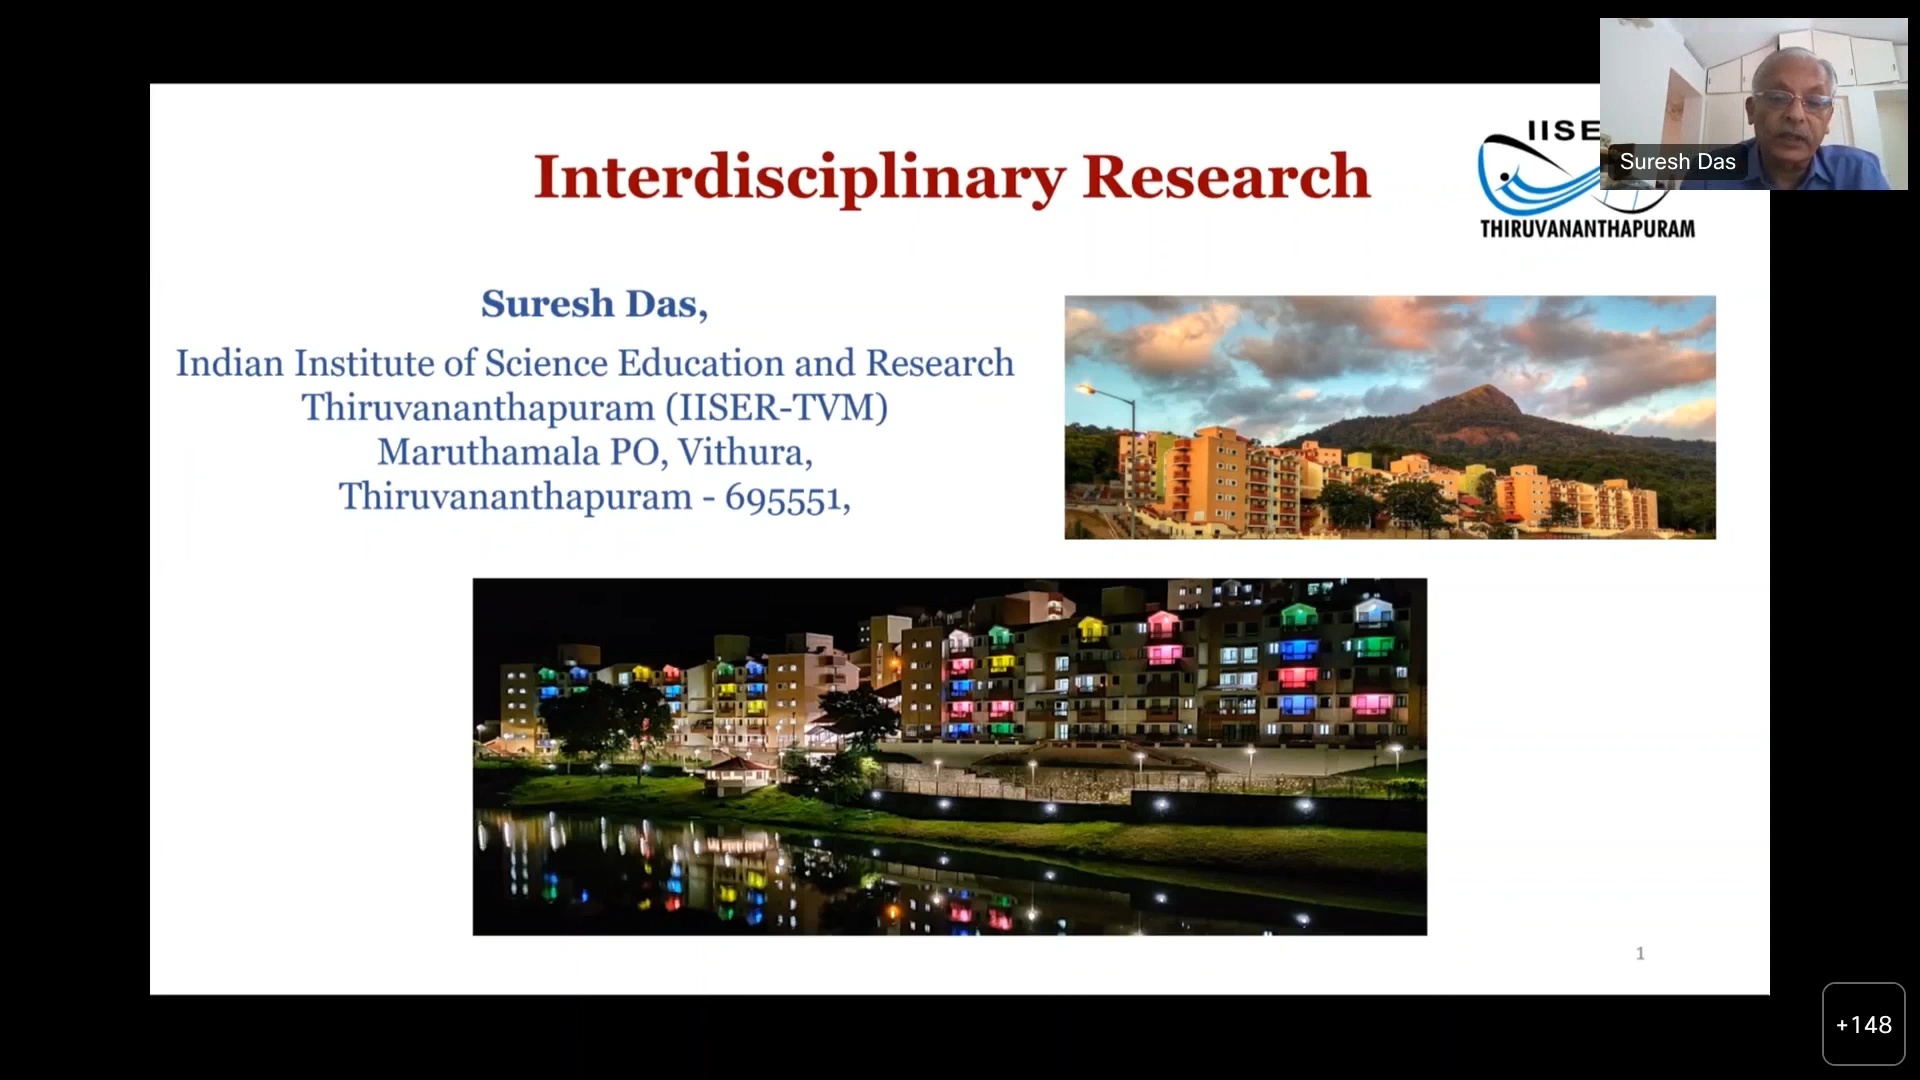 Interdisciplinary Research
IISE
THIRUVANANTHAPURAM
Suresh Das
Suresh Das,
Indian Institute of Science Education and Research
Thiruvananthapuram (IISER-TVM)
Maruthamala PO, Vithura,
Thiruvananthapuram - 695551,
1
+148